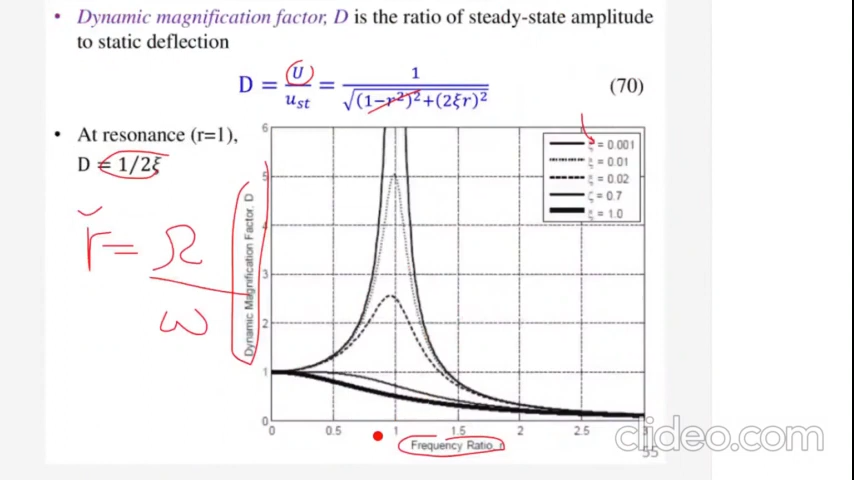 • Dynamic magnification factor, D is the ratio of steady-state amplitude
to static deflection
D = U/u_st = 1/√((1−r²)²+(2ξr)²) (70)
• At resonance (r=1),
D = 1/2ξ
r = Ω/ω
Dynamic Magnification Factor, D
6
5
4
3
2
1
0
ξ = 0.001
ξ = 0.01
ξ = 0.02
ξ = 0.7
ξ = 1.0
0 0.5 1 1.5 2 2.5
Frequency Ratio, r
clideo.com
55